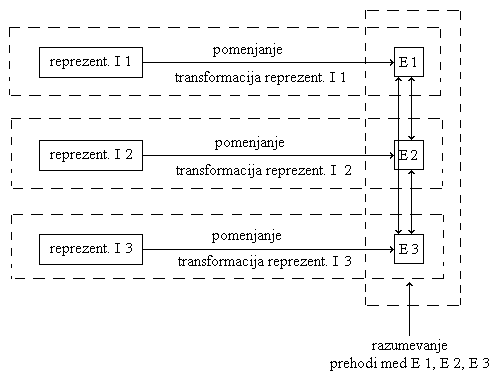 pomenjanje
reprezent. I 1
E 1
transformacija reprezent. I 1
pomenjanje
reprezent. I 2
E 2
transformacija reprezent. I 2
pomenjanje
reprezent. I 3
E 3
transformacija reprezent. I 3
razumevanje
prehodi med E 1, E 2, E 3